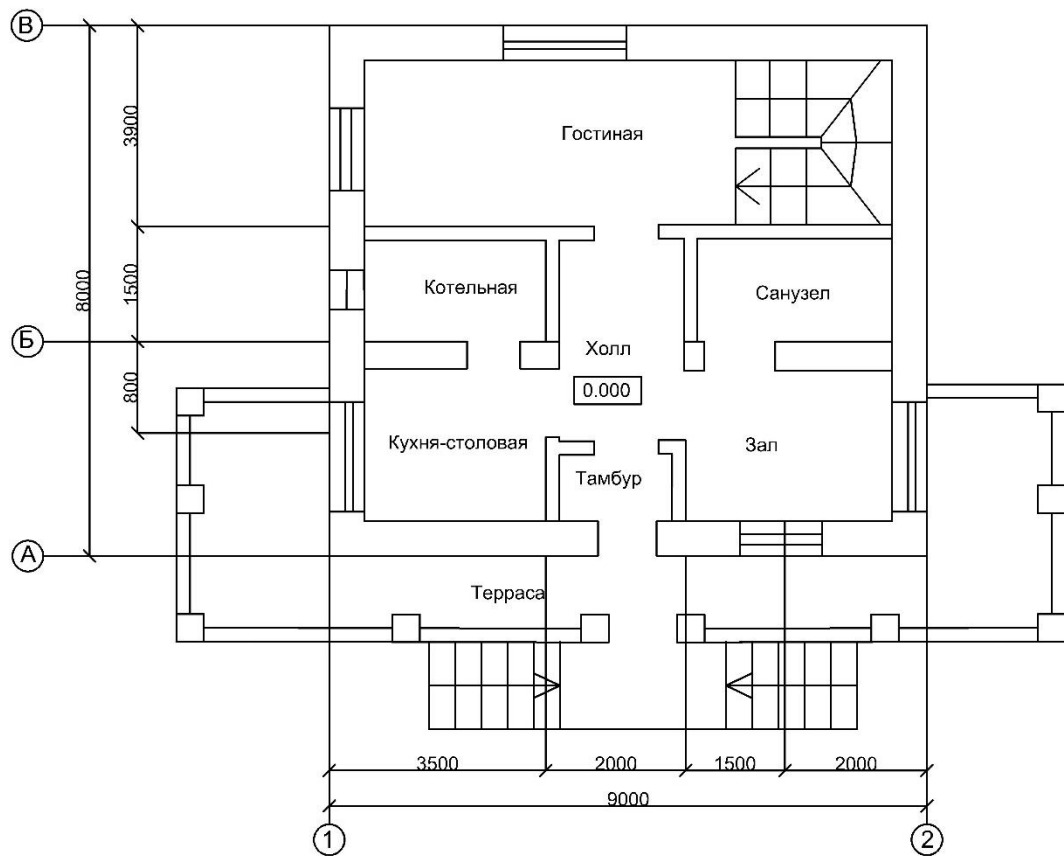 В
3900
Гостиная
8000
1500
Котельная
Санузел
Б
Холл
800
0.000
Кухня-столовая
Зал
Тамбур
А
Терраса
3500
2000
1500
2000
9000
1
2